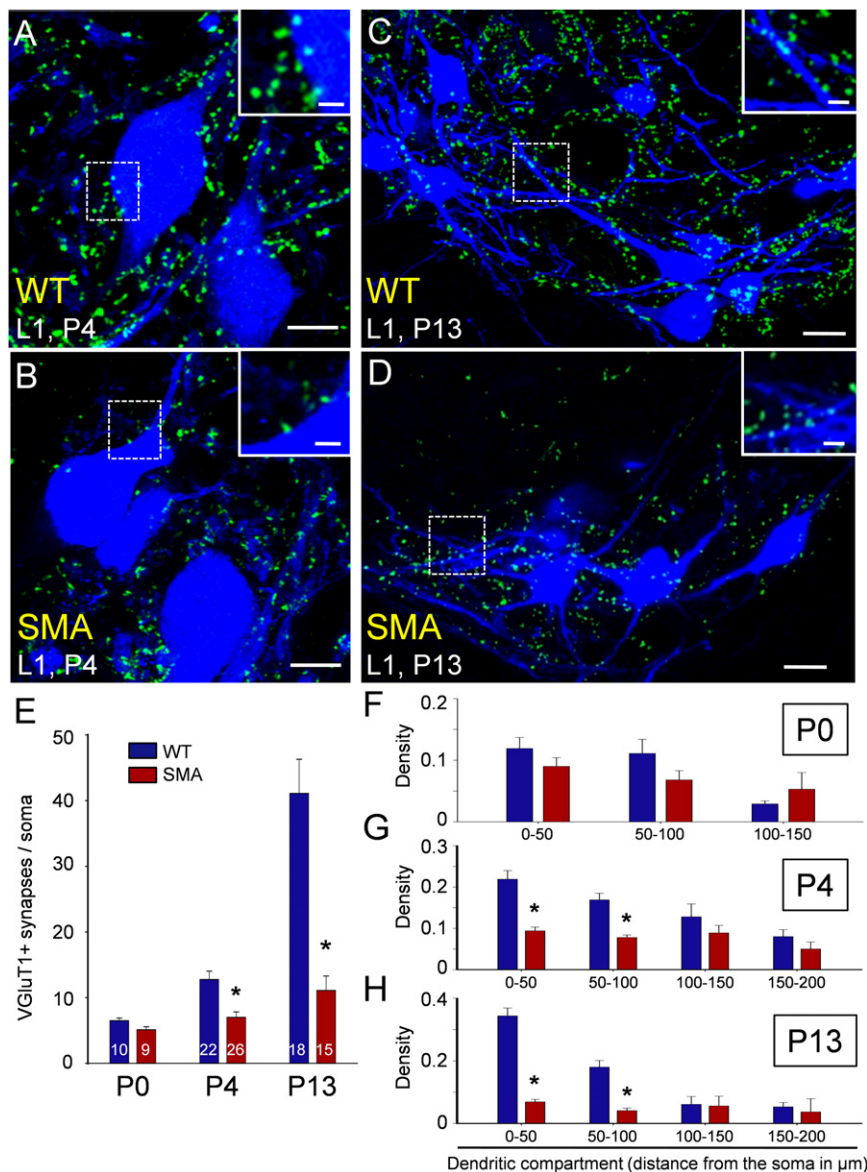 A
WT
L1, P4
C
WT
L1, P13
B
SMA
L1, P4
D
SMA
L1, P13
E
VGluT1+ synapses / soma
50
40
30
20
10
0
WT
SMA
10
9
22
*
26
18
*
15
P0
P4
P13
F
Density
0.1
0
P0
0-50
50-100
100-150
G
Density
0.3
0.2
0.1
0
*
*
P4
0-50
50-100
100-150
150-200
H
Density
0.4
0.2
0
*
*
P13
0-50
50-100
100-150
150-200
Dendritic compartment (distance from the soma in µm)